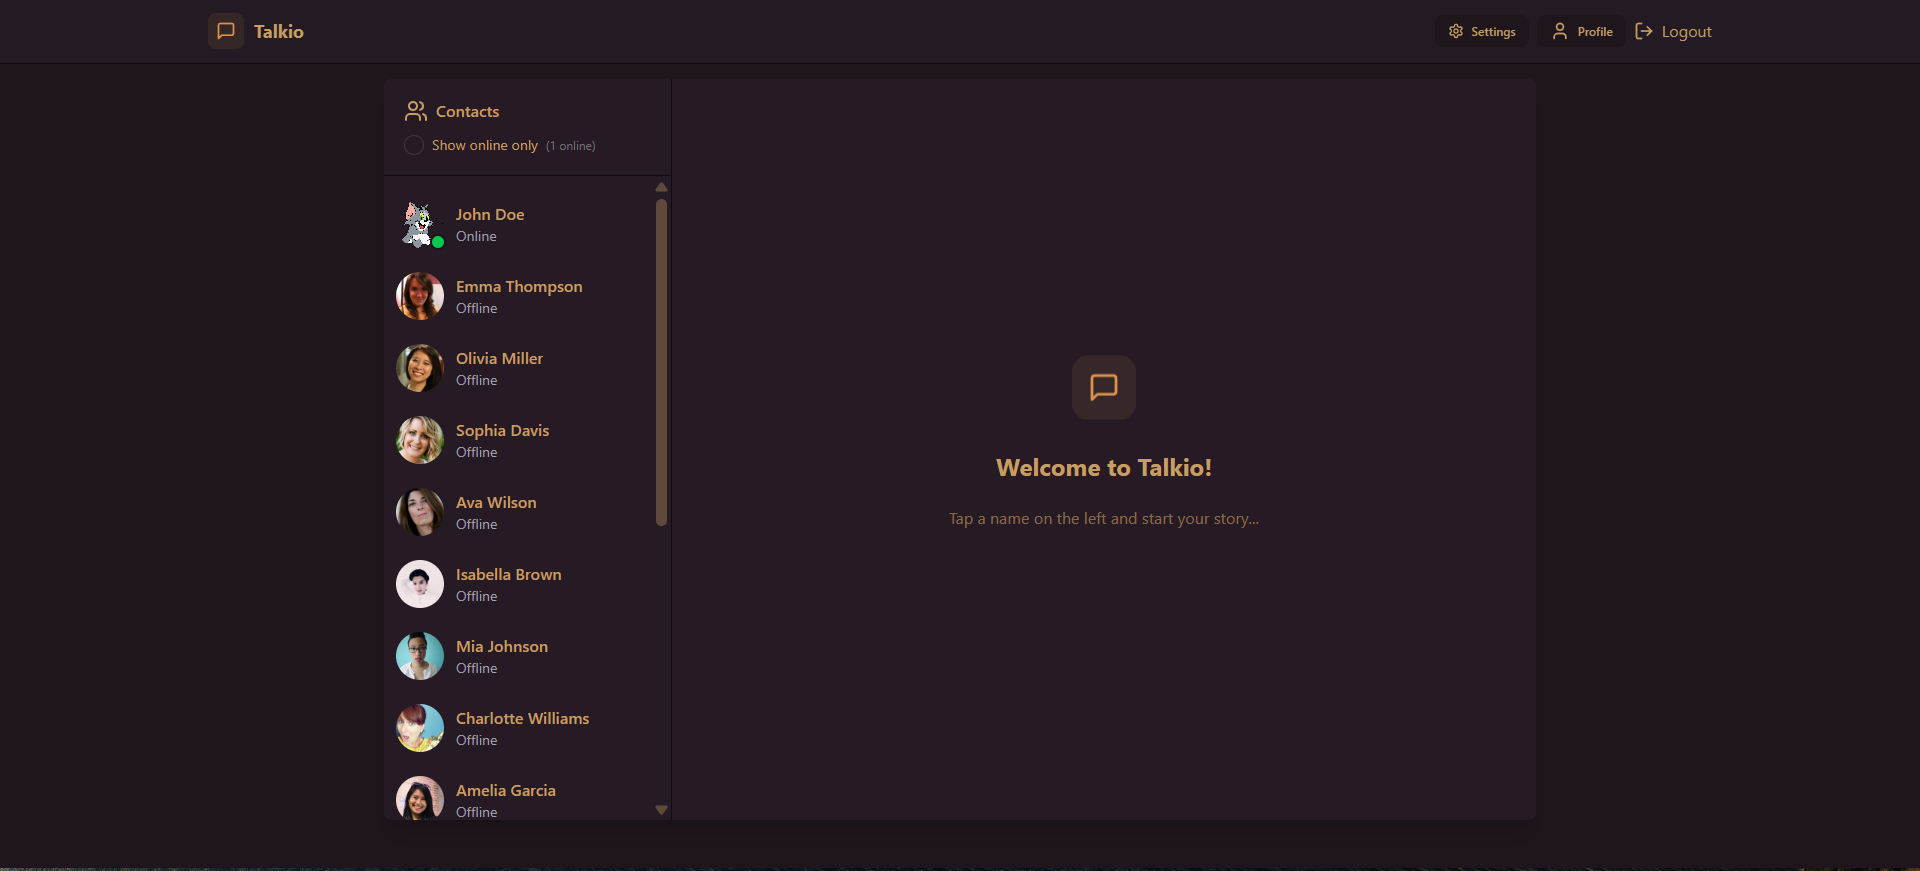 Talkio
Settings
Profile
Logout
Contacts
Show online only (1 online)
John Doe
Online
Emma Thompson
Offline
Olivia Miller
Offline
Sophia Davis
Offline
Ava Wilson
Offline
Isabella Brown
Offline
Mia Johnson
Offline
Charlotte Williams
Offline
Amelia Garcia
Offline
Welcome to Talkio!
Tap a name on the left and start your story...